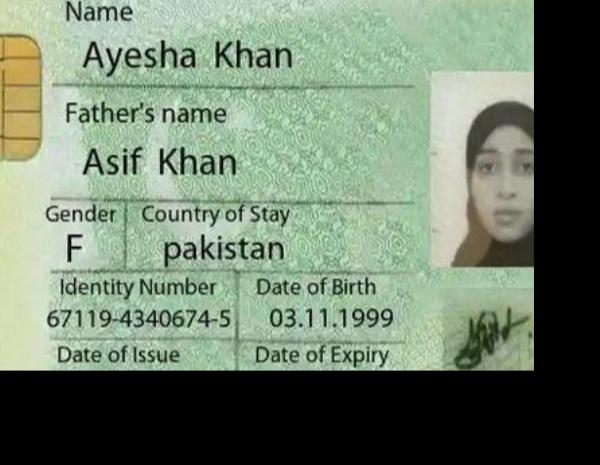 Name
Ayesha Khan
Father's name
Asif Khan
Gender Country of Stay
F pakistan
Identity Number Date of Birth
67119-4340674-5 03.11.1999
Date of Issue Date of Expiry